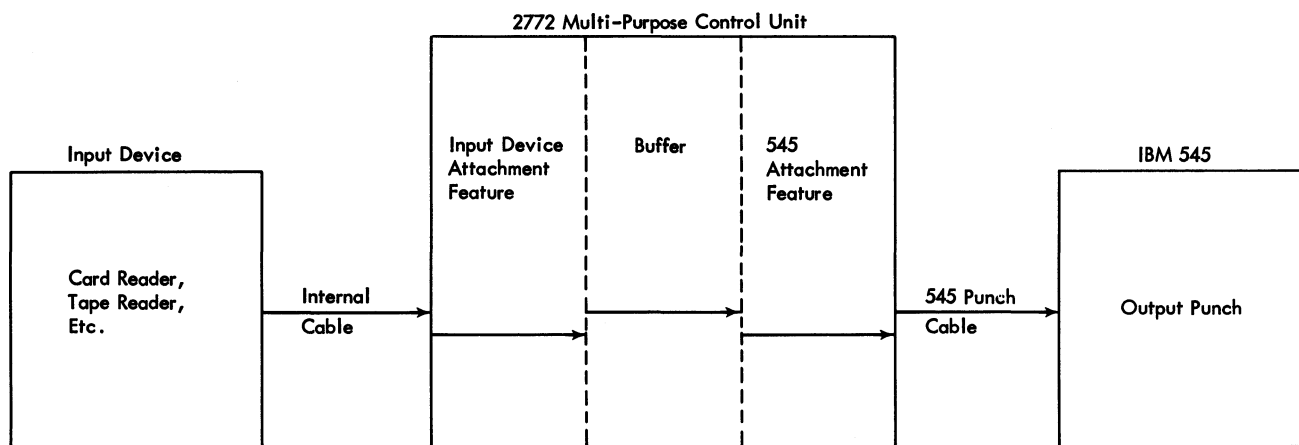 2772 Multi-Purpose Control Unit
Input Device
Attachment
Feature
Buffer
545
Attachment
Feature
Input Device
Card Reader,
Tape Reader,
Etc.
Internal
Cable
545 Punch
Cable
IBM 545
Output Punch